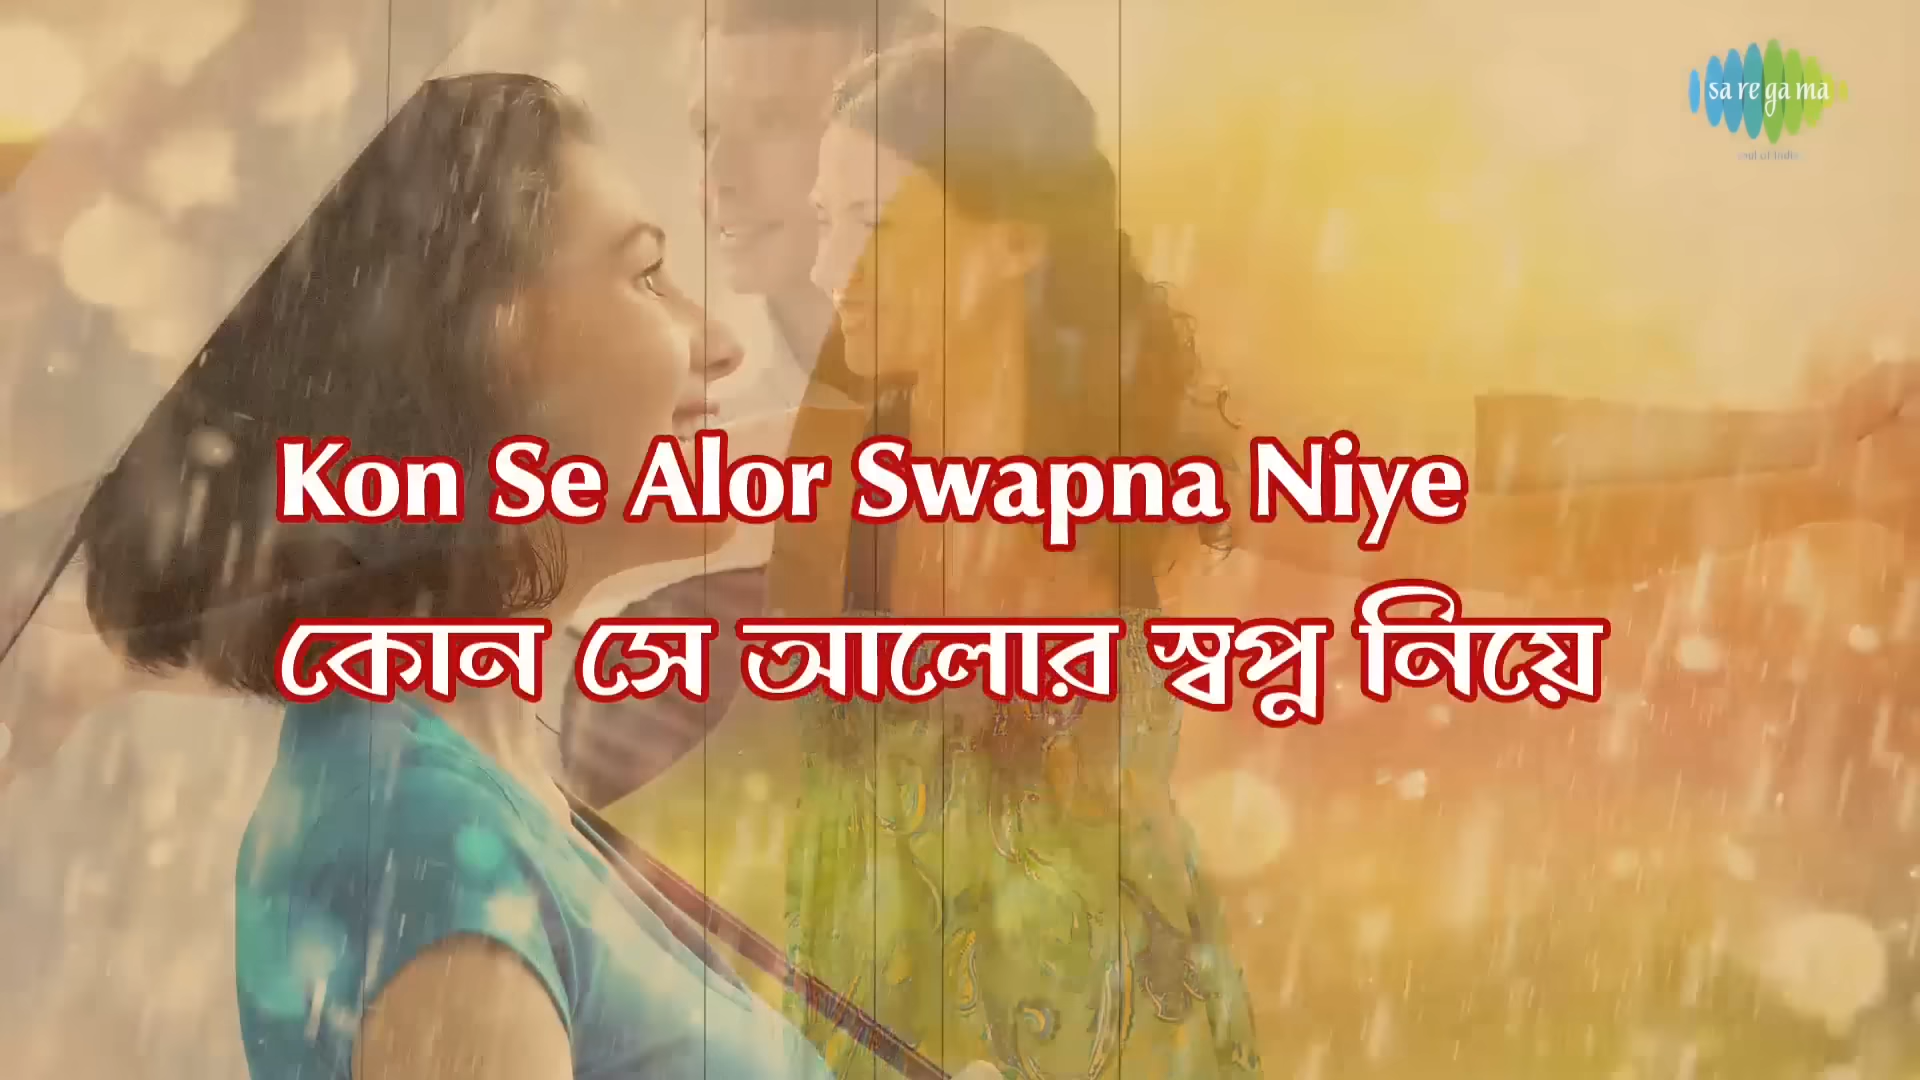 sa re ga ma
Kon Se Alor Swapna Niye
কোন সে আলোর স্বপ্ন নিয়ে